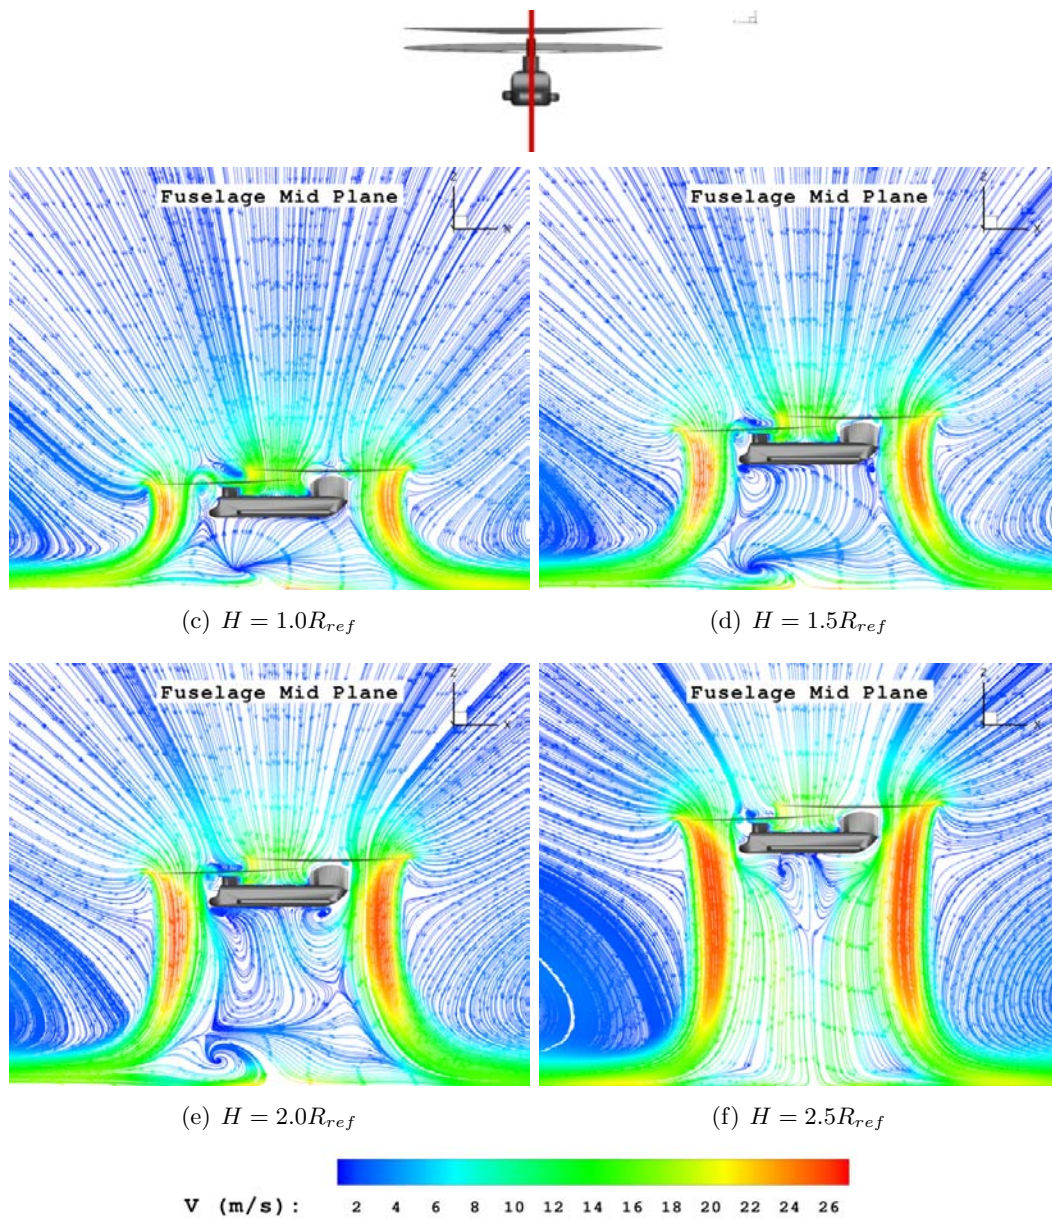 Fuselage Mid Plane
Z
Fuselage Mid Plane
Z
X
(c) H = 1.0R_ref
(d) H = 1.5R_ref
Fuselage Mid Plane
Z
X
Fuselage Mid Plane
Z
X
(e) H = 2.0R_ref
(f) H = 2.5R_ref
V (m/s): 2 4 6 8 10 12 14 16 18 20 22 24 26